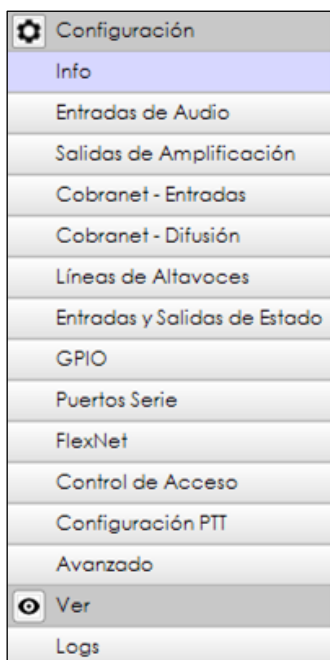 Configuración
Info
Entradas de Audio
Salidas de Amplificación
Cobranet - Entradas
Cobranet - Difusión
Líneas de Altavoces
Entradas y Salidas de Estado
GPIO
Puertos Serie
FlexNet
Control de Acceso
Configuración PTT
Avanzado
Ver
Logs